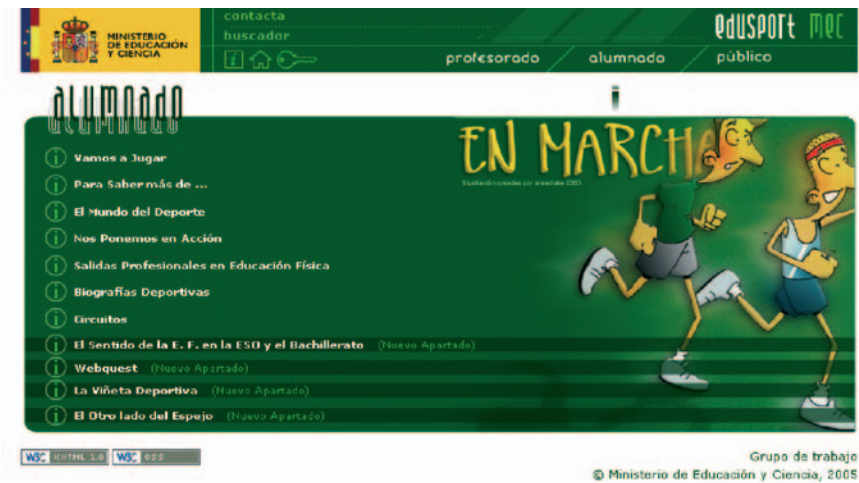 MINISTERIO
DE EDUCACIÓN
Y CIENCIA
contacta
buscador
edusport mec
profesorado / alumnado / público
alumnado
EN MARCHA
Vamos a Jugar
Para Saber más de ...
El Mundo del Deporte
Nos Ponemos en Acción
Salidas Profesionales en Educación Física
Biografías Deportivas
Circuitos
El Sentido de la E. F. en la ESO y el Bachillerato (Nuevo Apartado)
Webquest (Nuevo Apartado)
La Viñeta Deportiva (Nuevo Apartado)
El Otro lado del Espejo (Nuevo Apartado)
W3C XHTML 1.0 W3C CSS
Grupo de trabajo
© Ministerio de Educación y Ciencia, 2005